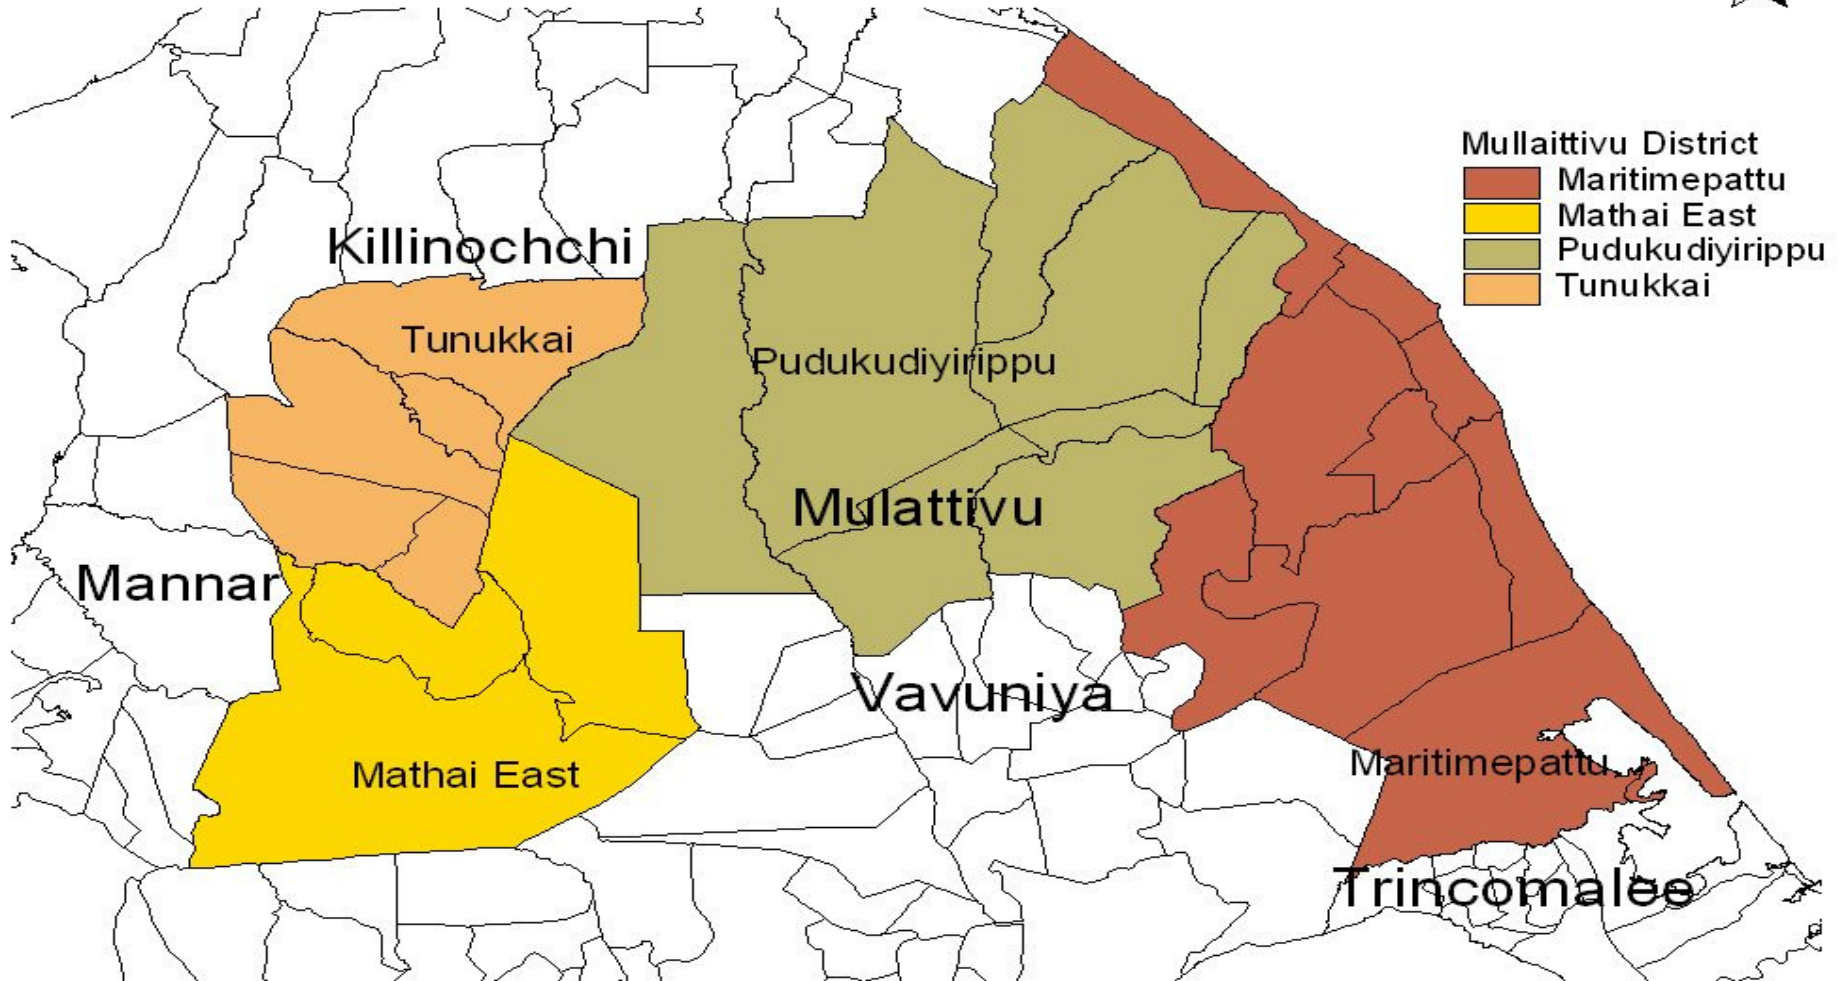 Mullaittivu District
Maritimepattu
Mathai East
Pudukudiyirippu
Tunukkai
Killinochchi
Tunukkai
Pudukudiyirippu
Mulattivu
Mannar
Vavuniya
Mathai East
Maritimepattu
Trincomalee